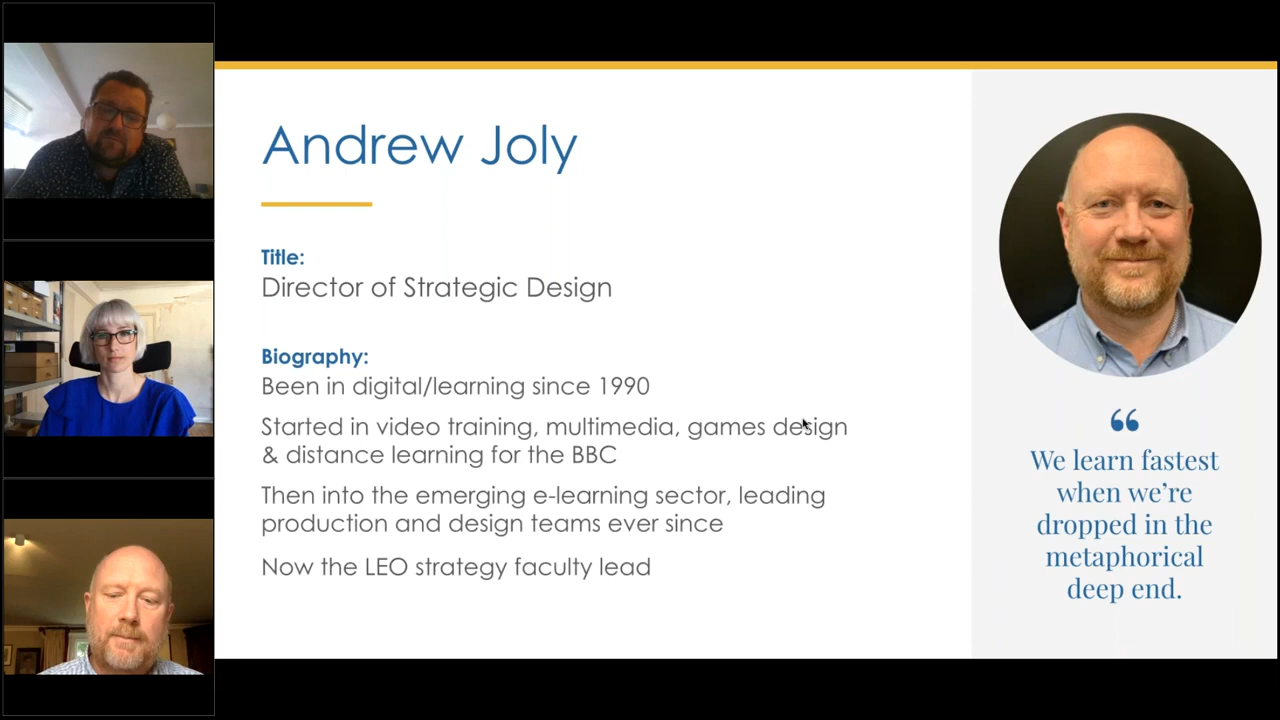 Andrew Joly
Title:
Director of Strategic Design
Biography:
Been in digital/learning since 1990
Started in video training, multimedia, games design
& distance learning for the BBC
Then into the emerging e-learning sector, leading
production and design teams ever since
Now the LEO strategy faculty lead
“
We learn fastest
when we’re
dropped in the
metaphorical
deep end.